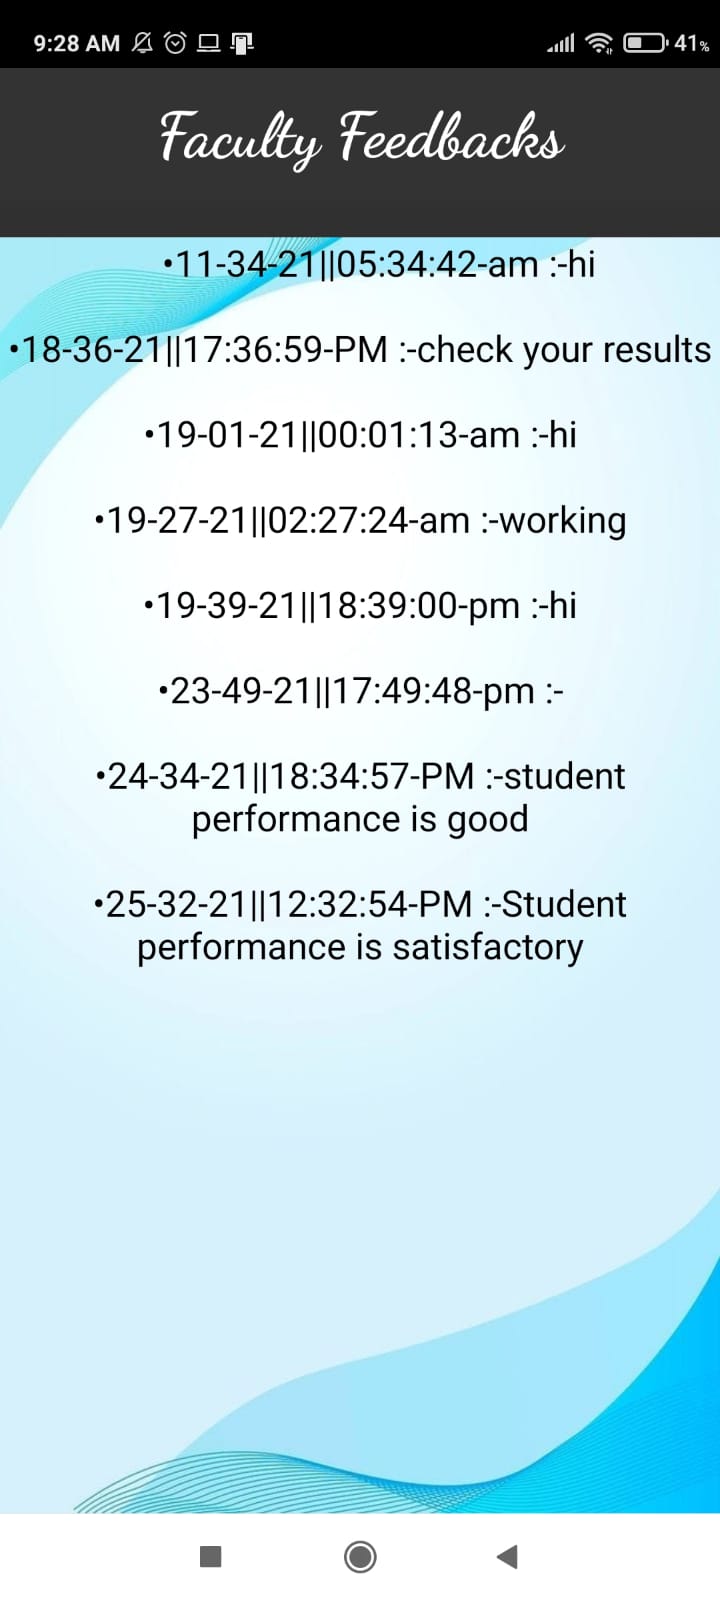 9:28 AM 41%
Faculty Feedbacks
•11-34-21||05:34:42-am :-hi
•18-36-21||17:36:59-PM :-check your results
•19-01-21||00:01:13-am :-hi
•19-27-21||02:27:24-am :-working
•19-39-21||18:39:00-pm :-hi
•23-49-21||17:49:48-pm :-
•24-34-21||18:34:57-PM :-student
performance is good
•25-32-21||12:32:54-PM :-Student
performance is satisfactory